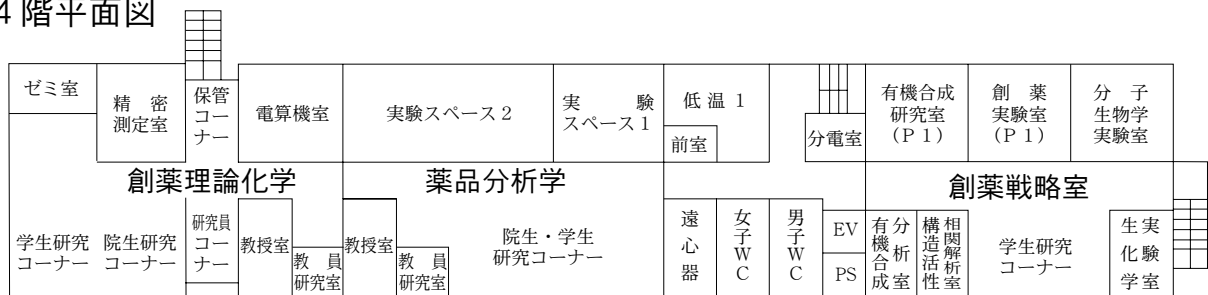 4階平面図
ゼミ室
精　密
測定室
保管
コー
ナー
電算機室
実験スペース２
実　　験
スペース１
低 温 １
前室
分電室
有機合成
研究室
（Ｐ１）
創　薬
実験室
（Ｐ１）
分　子
生物学
実験室
創薬理論化学
薬品分析学
創薬戦略室
学生研究
コーナー
院生研究
コーナー
研究員
コー
ナー
教授室
教　員
研究室
教授室
教　員
研究室
院生・学生
研究コーナー
遠心器
女子WC
男子WC
EV
PS
有機合成
分析室
構造活性
相関解析室
学生研究
コーナー
生化学
実験室